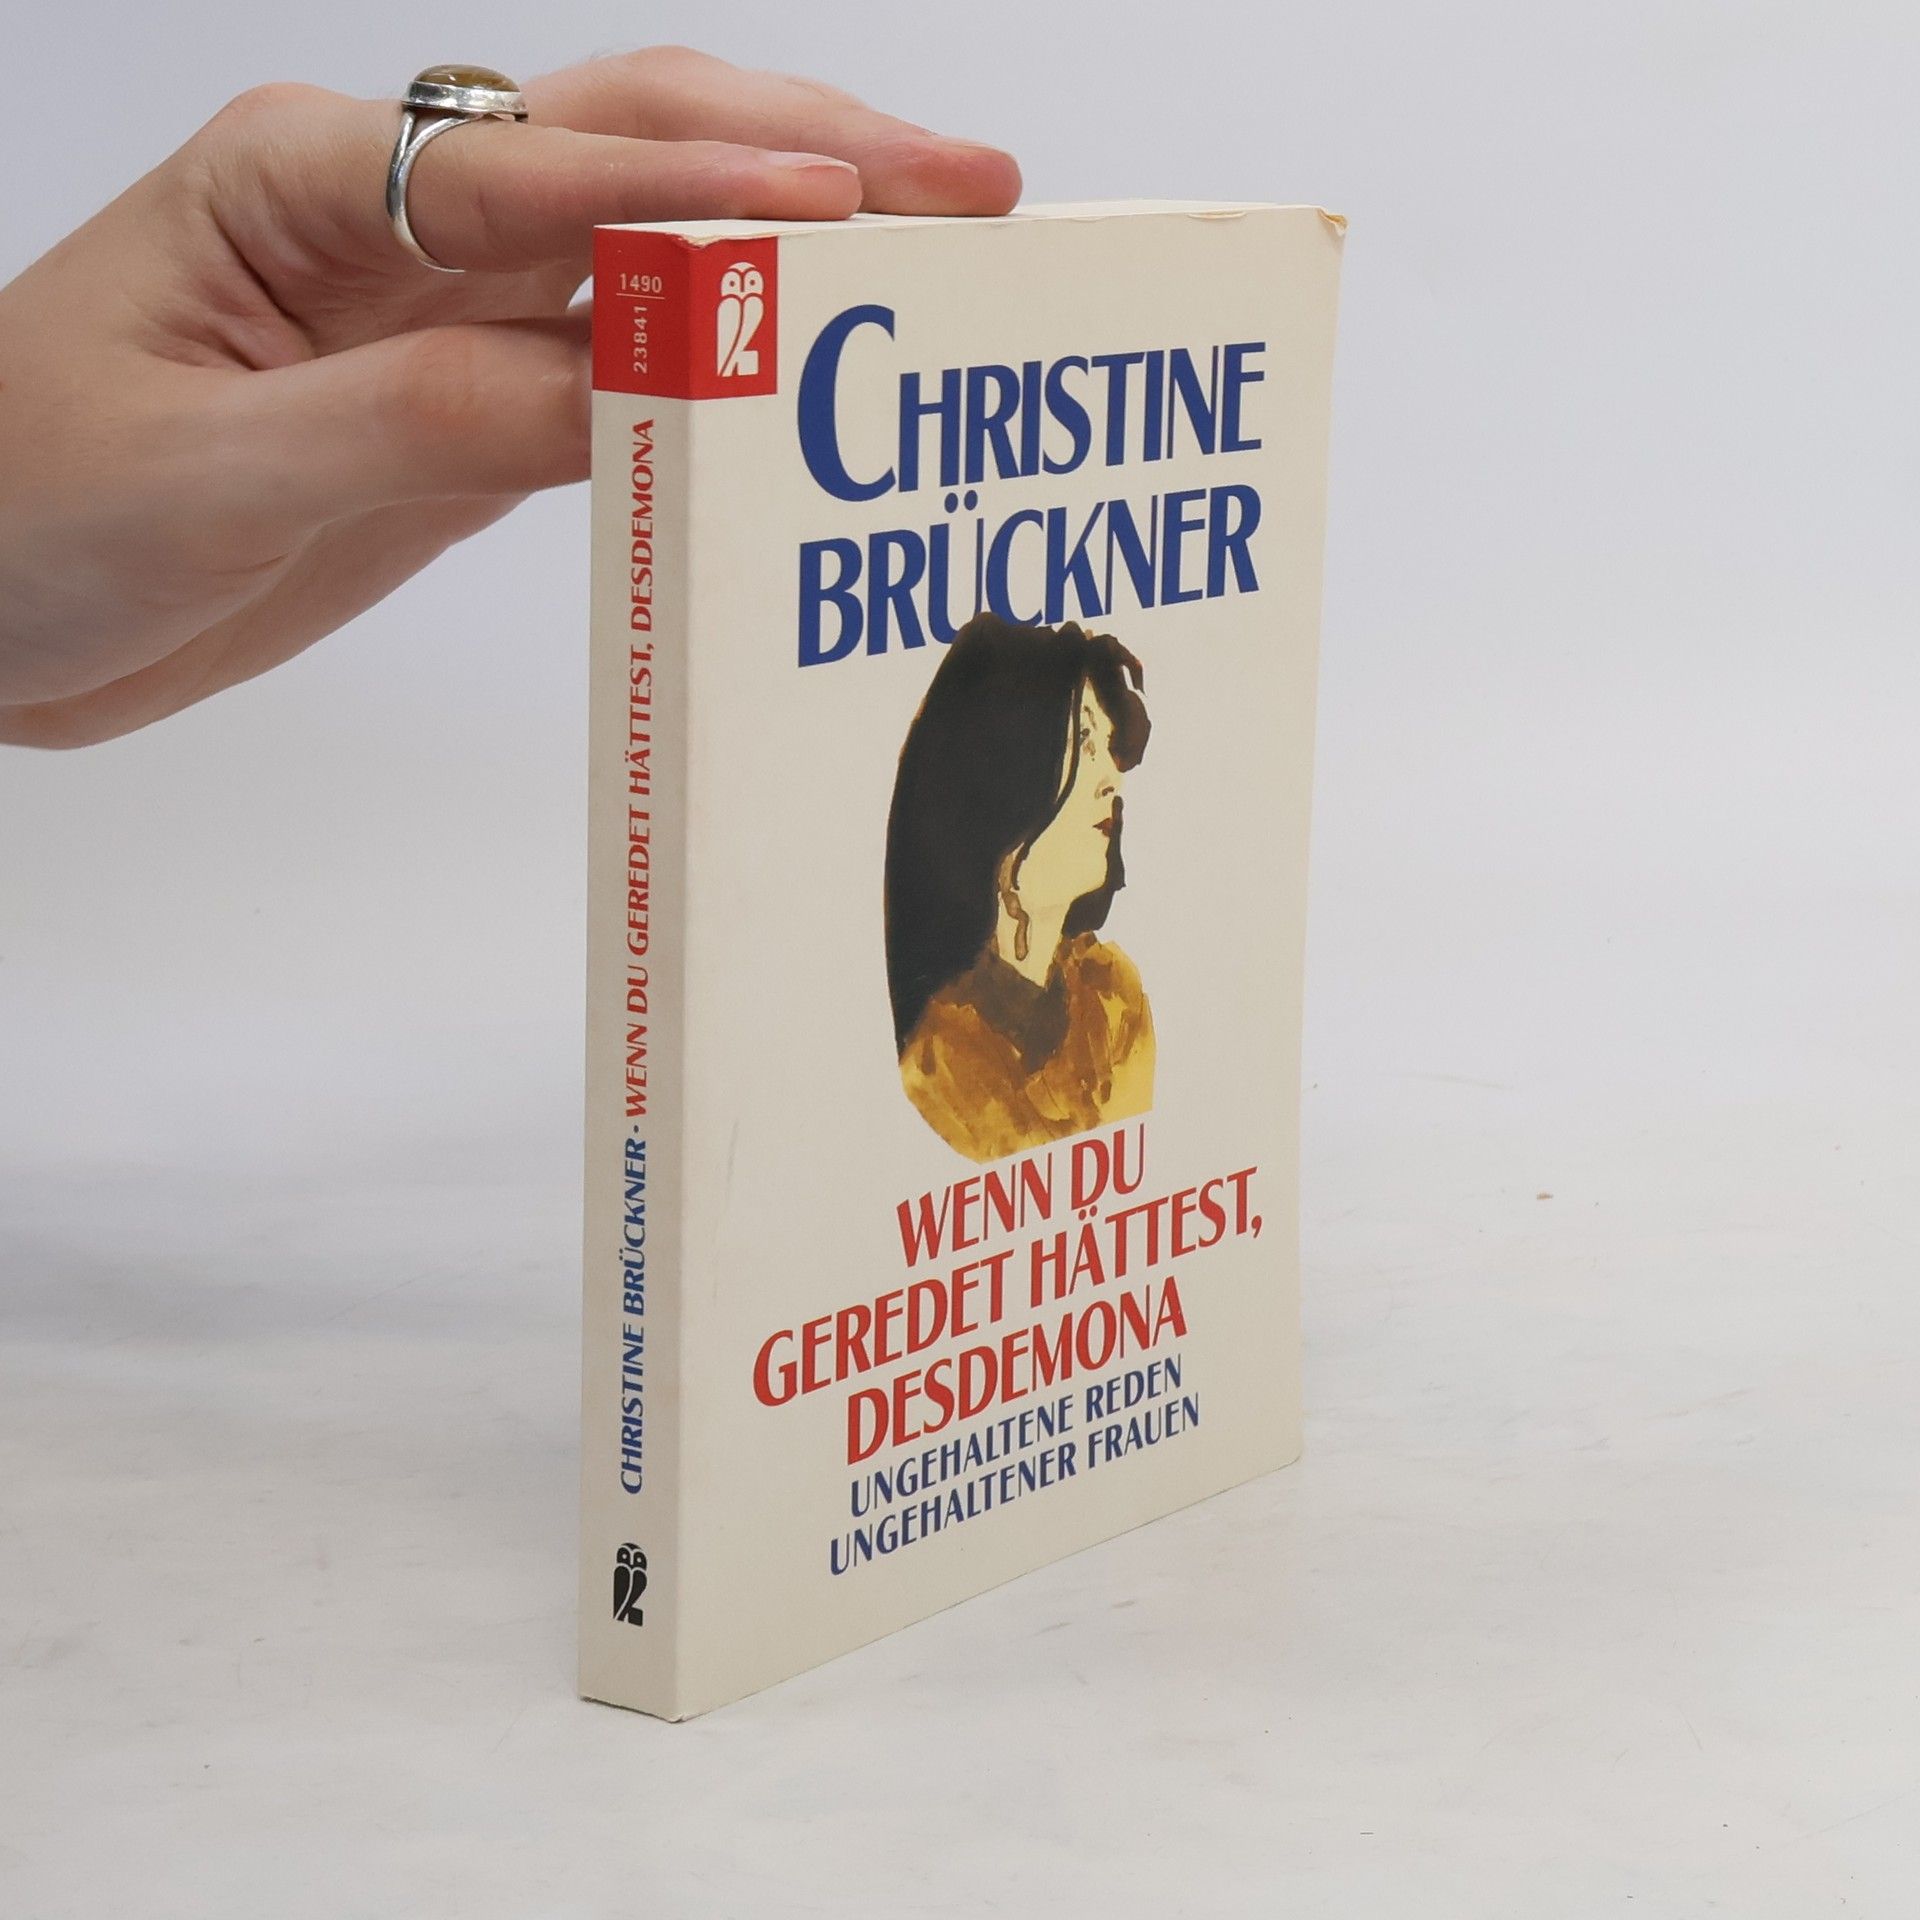 1490
23841
CHRISTINE BRÜCKNER · WENN DU GEREDET HÄTTEST, DESDEMONA
CHRISTINE
BRÜCKNER
WENN DU
GEREDET HÄTTEST,
DESDEMONA
UNGEHALTENE REDEN
UNGEHALTENER FRAUEN